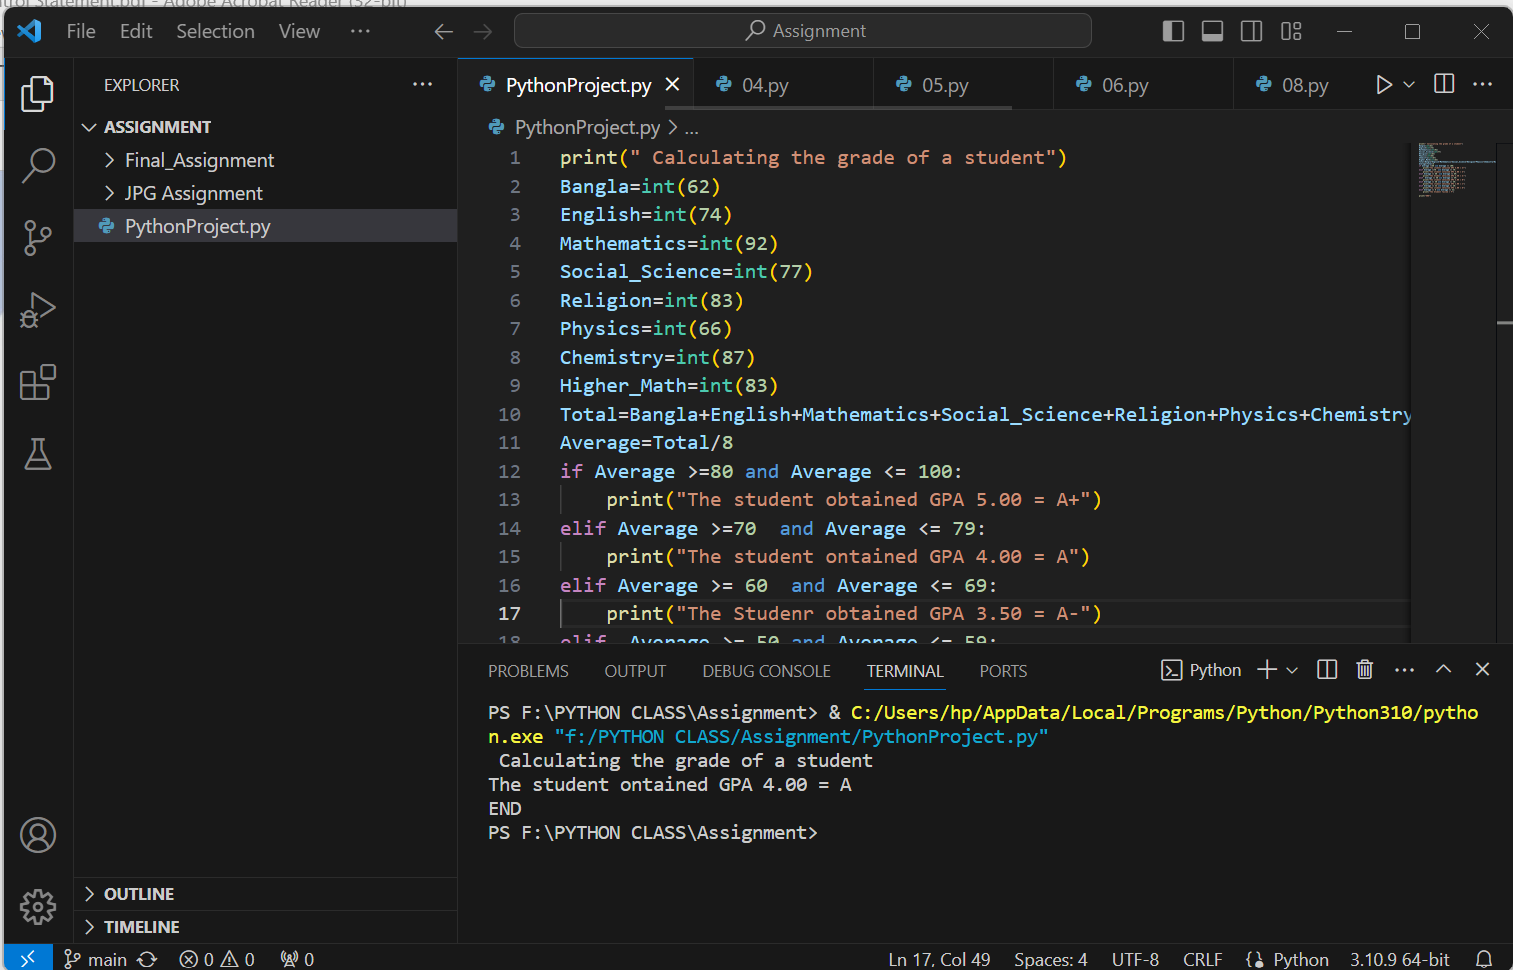 File Edit Selection View ··· Assignment
EXPLORER ···
ASSIGNMENT
Final_Assignment
JPG Assignment
PythonProject.py
OUTLINE
TIMELINE
PythonProject.py 04.py 05.py 06.py 08.py
PythonProject.py > ...
1 print(" Calculating the grade of a student")
2 Bangla=int(62)
3 English=int(74)
4 Mathematics=int(92)
5 Social_Science=int(77)
6 Religion=int(83)
7 Physics=int(66)
8 Chemistry=int(87)
9 Higher_Math=int(83)
10 Total=Bangla+English+Mathematics+Social_Science+Religion+Physics+Chemistry
11 Average=Total/8
12 if Average >=80 and Average <= 100:
13 print("The student obtained GPA 5.00 = A+")
14 elif Average >=70  and Average <= 79:
15 print("The student ontained GPA 4.00 = A")
16 elif Average >= 60  and Average <= 69:
17 print("The Studenr obtained GPA 3.50 = A-")
18 elif  Average >= 50 and Average <= 59:
PROBLEMS OUTPUT DEBUG CONSOLE TERMINAL PORTS Python
PS F:\PYTHON CLASS\Assignment> & C:/Users/hp/AppData/Local/Programs/Python/Python310/pytho
n.exe "f:/PYTHON CLASS/Assignment/PythonProject.py"
Calculating the grade of a student
The student ontained GPA 4.00 = A
END
PS F:\PYTHON CLASS\Assignment>
main 0 0 0 Ln 17, Col 49 Spaces: 4 UTF-8 CRLF Python 3.10.9 64-bit